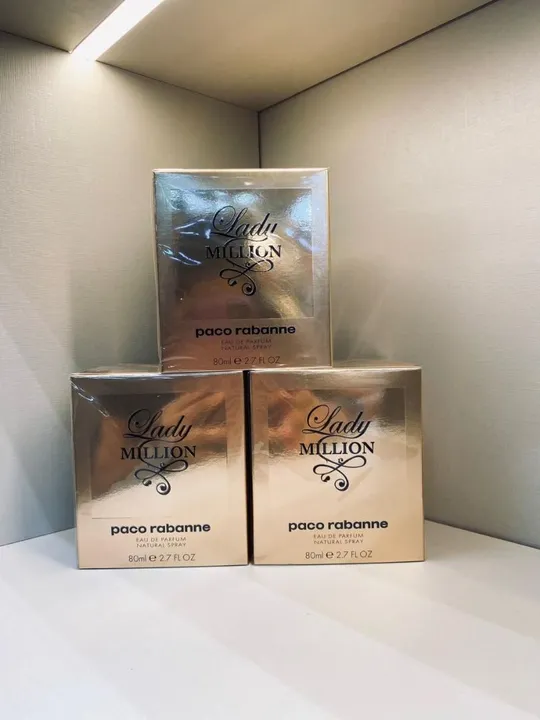 Lady
MILLION
paco rabanne
EAU DE PARFUM
NATURAL SPRAY
80ml e 2.7 FL OZ
Lady
MILLION
paco rabanne
EAU DE PARFUM
NATURAL SPRAY
80ml e 2.7 FL OZ
Lady
MILLION
paco rabanne
EAU DE PARFUM
NATURAL SPRAY
80ml e 2.7 FL OZ